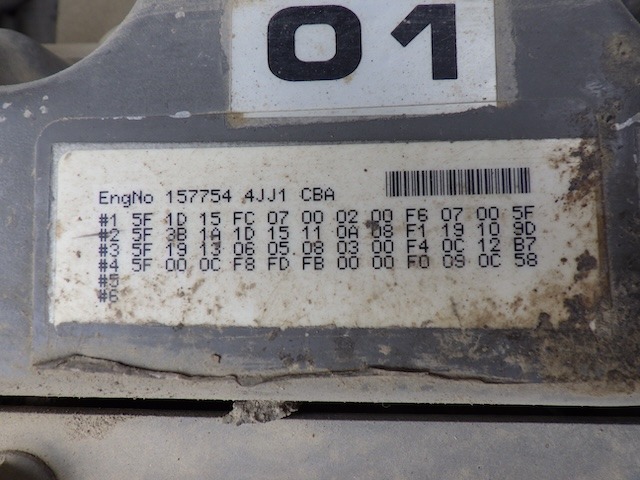 01
EngNo 157754 4JJ1 CBA
#1 5F 1D 15 FC 07 00 02 00 F6 07 00 5F
#2 5F 3B 1A 1D 15 11 0A 08 F1 19 10 9D
#3 5F 19 13 06 05 08 03 00 F4 0C 12 B7
#4 5F 00 0C F8 FD FB 00 00 F0 09 0C 58
#5
#6